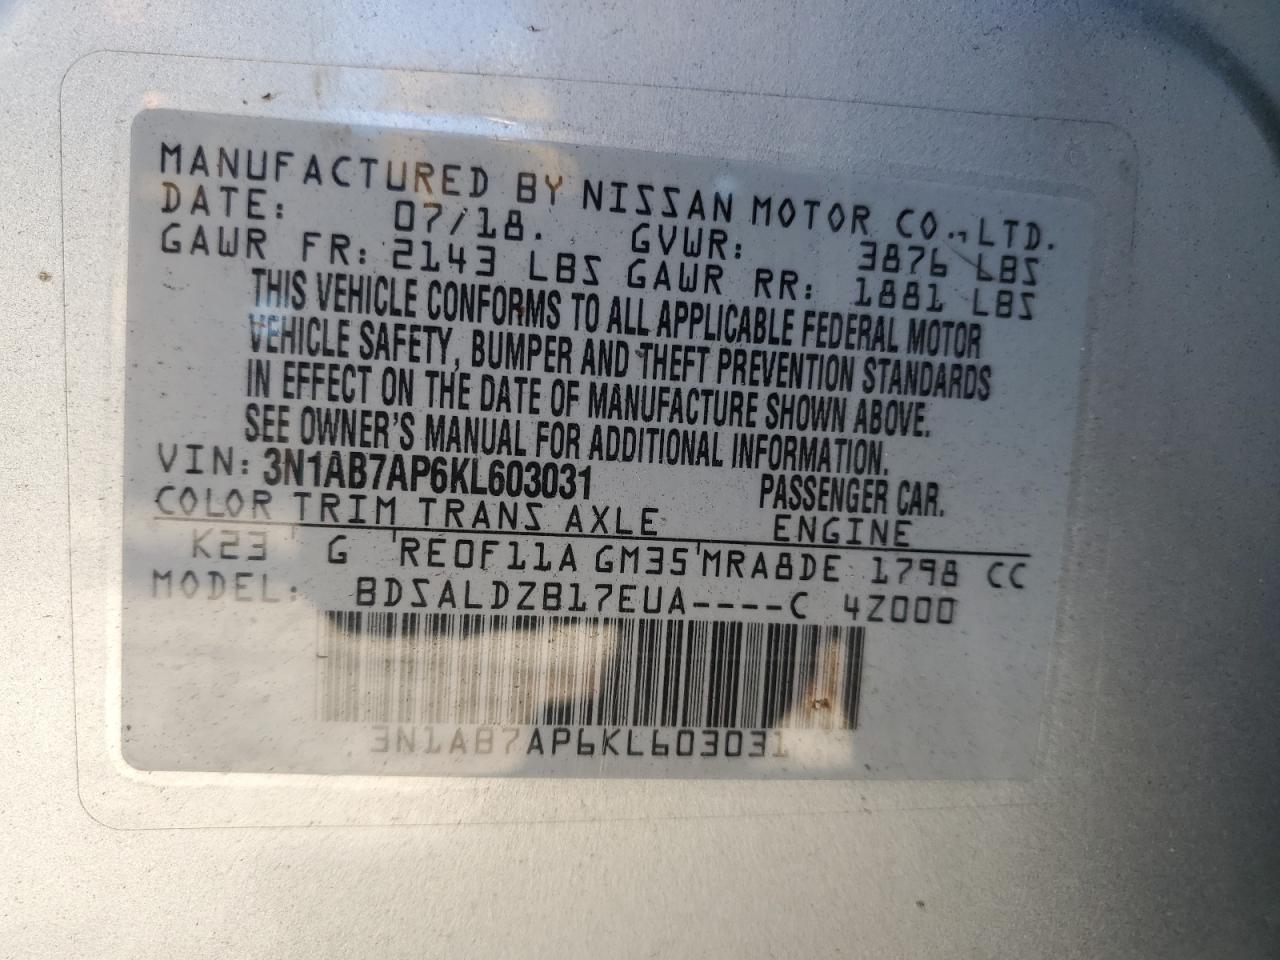 MANUFACTURED BY NISSAN MOTOR CO.,LTD.
DATE: 07/18. GVWR: 3876 LBS
GAWR FR: 2143 LBS GAWR RR: 1881 LBS
THIS VEHICLE CONFORMS TO ALL APPLICABLE FEDERAL MOTOR
VEHICLE SAFETY, BUMPER AND THEFT PREVENTION STANDARDS
IN EFFECT ON THE DATE OF MANUFACTURE SHOWN ABOVE.
SEE OWNER'S MANUAL FOR ADDITIONAL INFORMATION.
VIN: 3N1AB7AP6KL603031 PASSENGER CAR.
COLOR TRIM TRANS AXLE ENGINE
K23 G RE0F11A GM35 MRA8DE 1798 CC
MODEL: BDSALDZB17EUA----C 4Z000
3N1AB7AP6KL603031